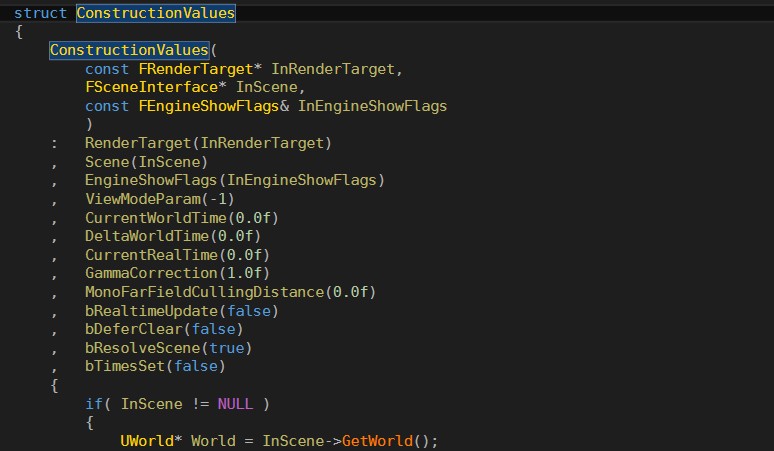 struct ConstructionValues
{
    ConstructionValues(
        const FRenderTarget* InRenderTarget,
        FSceneInterface* InScene,
        const FEngineShowFlags& InEngineShowFlags
        )
    :   RenderTarget(InRenderTarget)
    ,   Scene(InScene)
    ,   EngineShowFlags(InEngineShowFlags)
    ,   ViewModeParam(-1)
    ,   CurrentWorldTime(0.0f)
    ,   DeltaWorldTime(0.0f)
    ,   CurrentRealTime(0.0f)
    ,   GammaCorrection(1.0f)
    ,   MonoFarFieldCullingDistance(0.0f)
    ,   bRealtimeUpdate(false)
    ,   bDeferClear(false)
    ,   bResolveScene(true)
    ,   bTimesSet(false)
    {
        if( InScene != NULL )
        {
            UWorld* World = InScene->GetWorld();